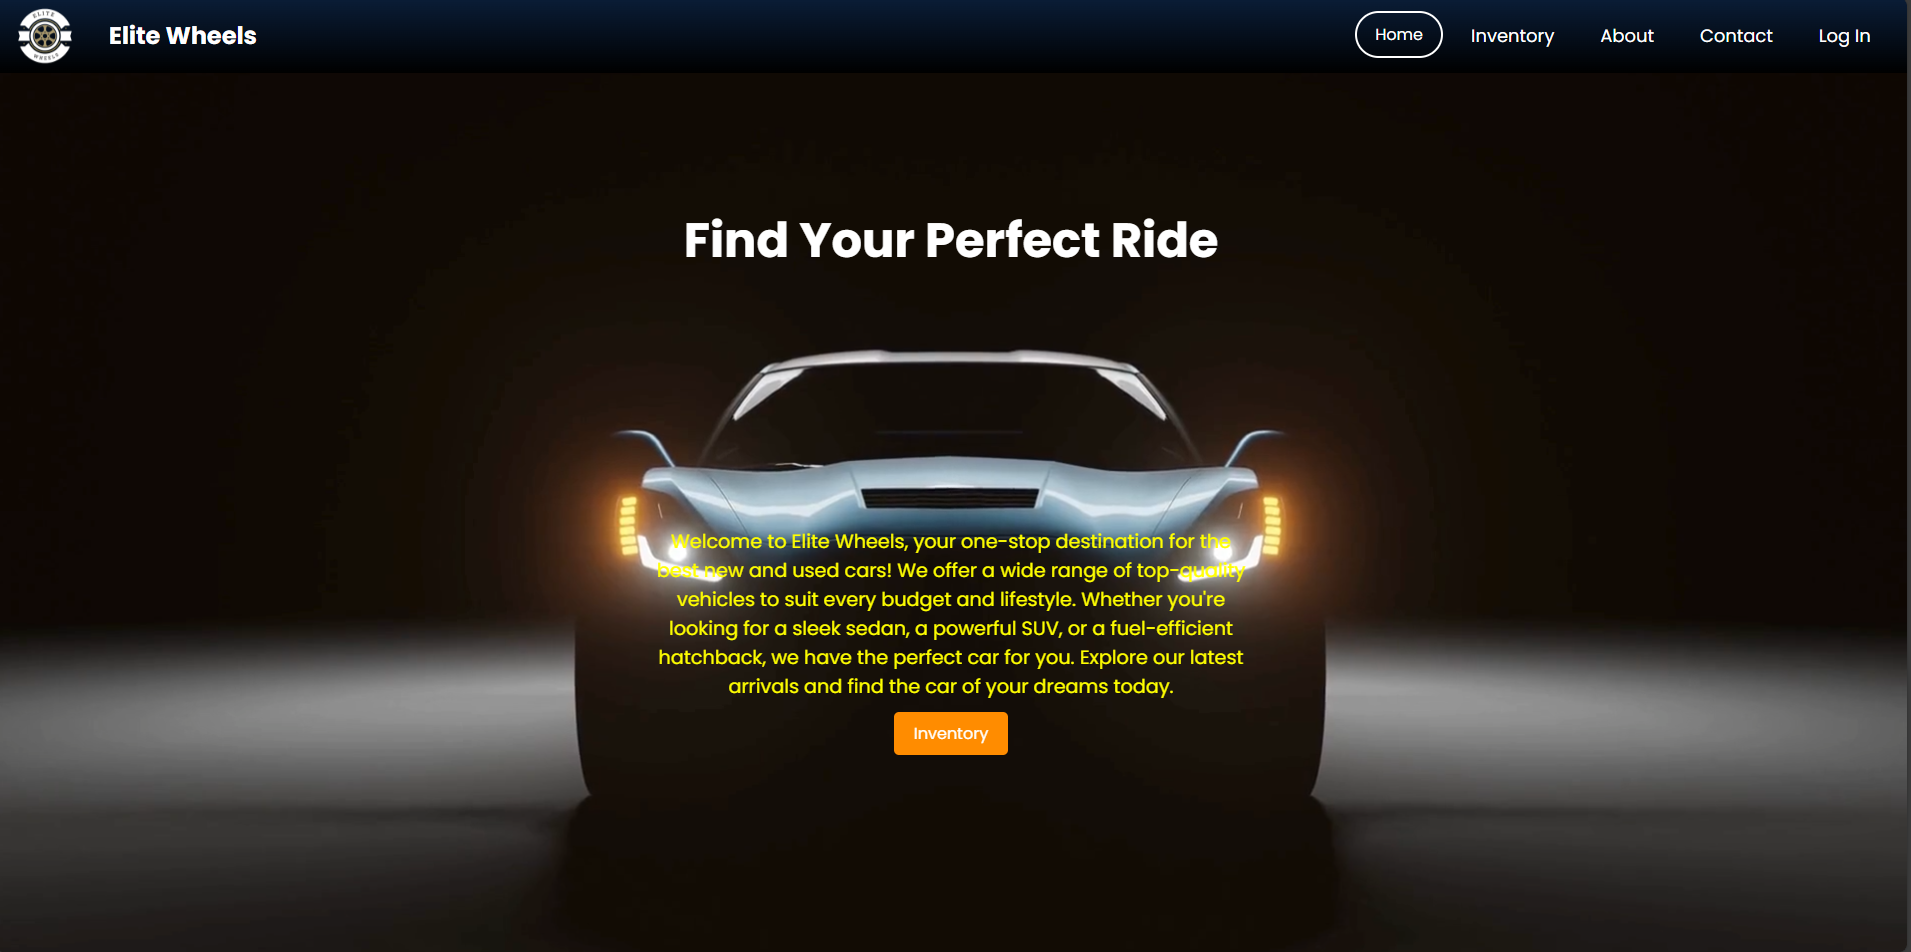 ELITE
WHEELS
Elite Wheels
Home
Inventory
About
Contact
Log In
Find Your Perfect Ride
Welcome to Elite Wheels, your one-stop destination for the
best new and used cars! We offer a wide range of top-quality
vehicles to suit every budget and lifestyle. Whether you're
looking for a sleek sedan, a powerful SUV, or a fuel-efficient
hatchback, we have the perfect car for you. Explore our latest
arrivals and find the car of your dreams today.
Inventory